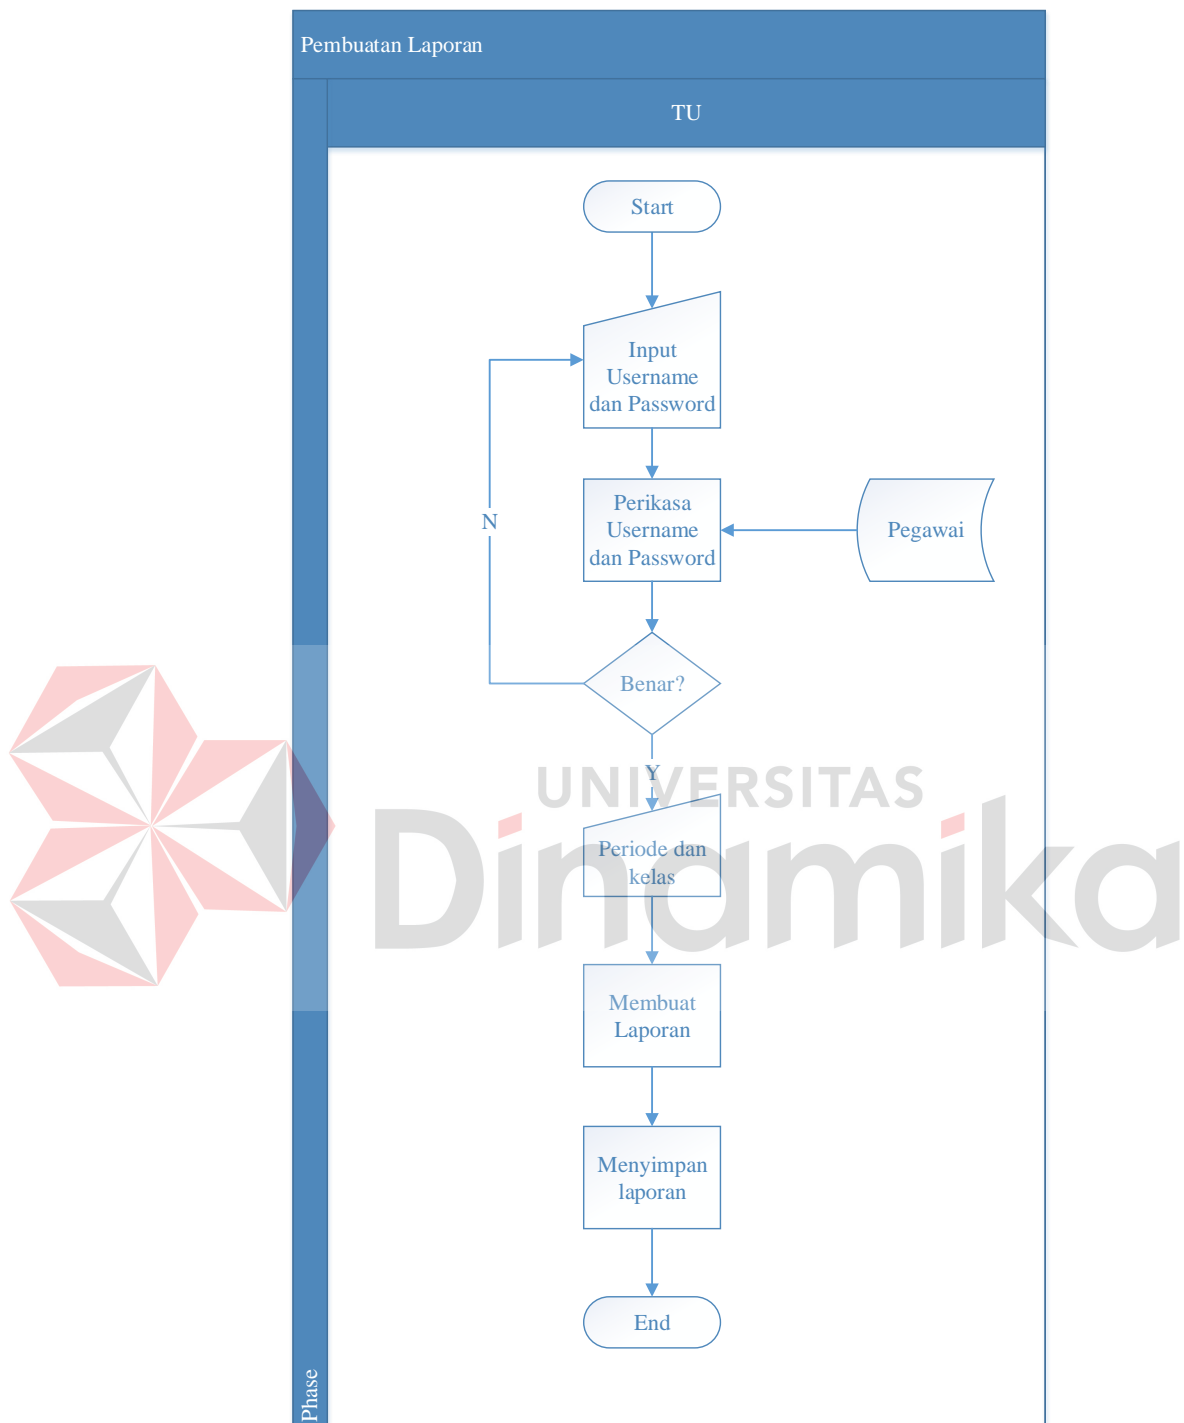 Pembuatan Laporan
TU
Start
Input
Username
dan Password
Perikasa
Username
dan Password
Pegawai
N
Benar?
Y
UNIVERSITAS
Dinamika
Periode dan
kelas
Membuat
Laporan
Menyimpan
laporan
End
Phase